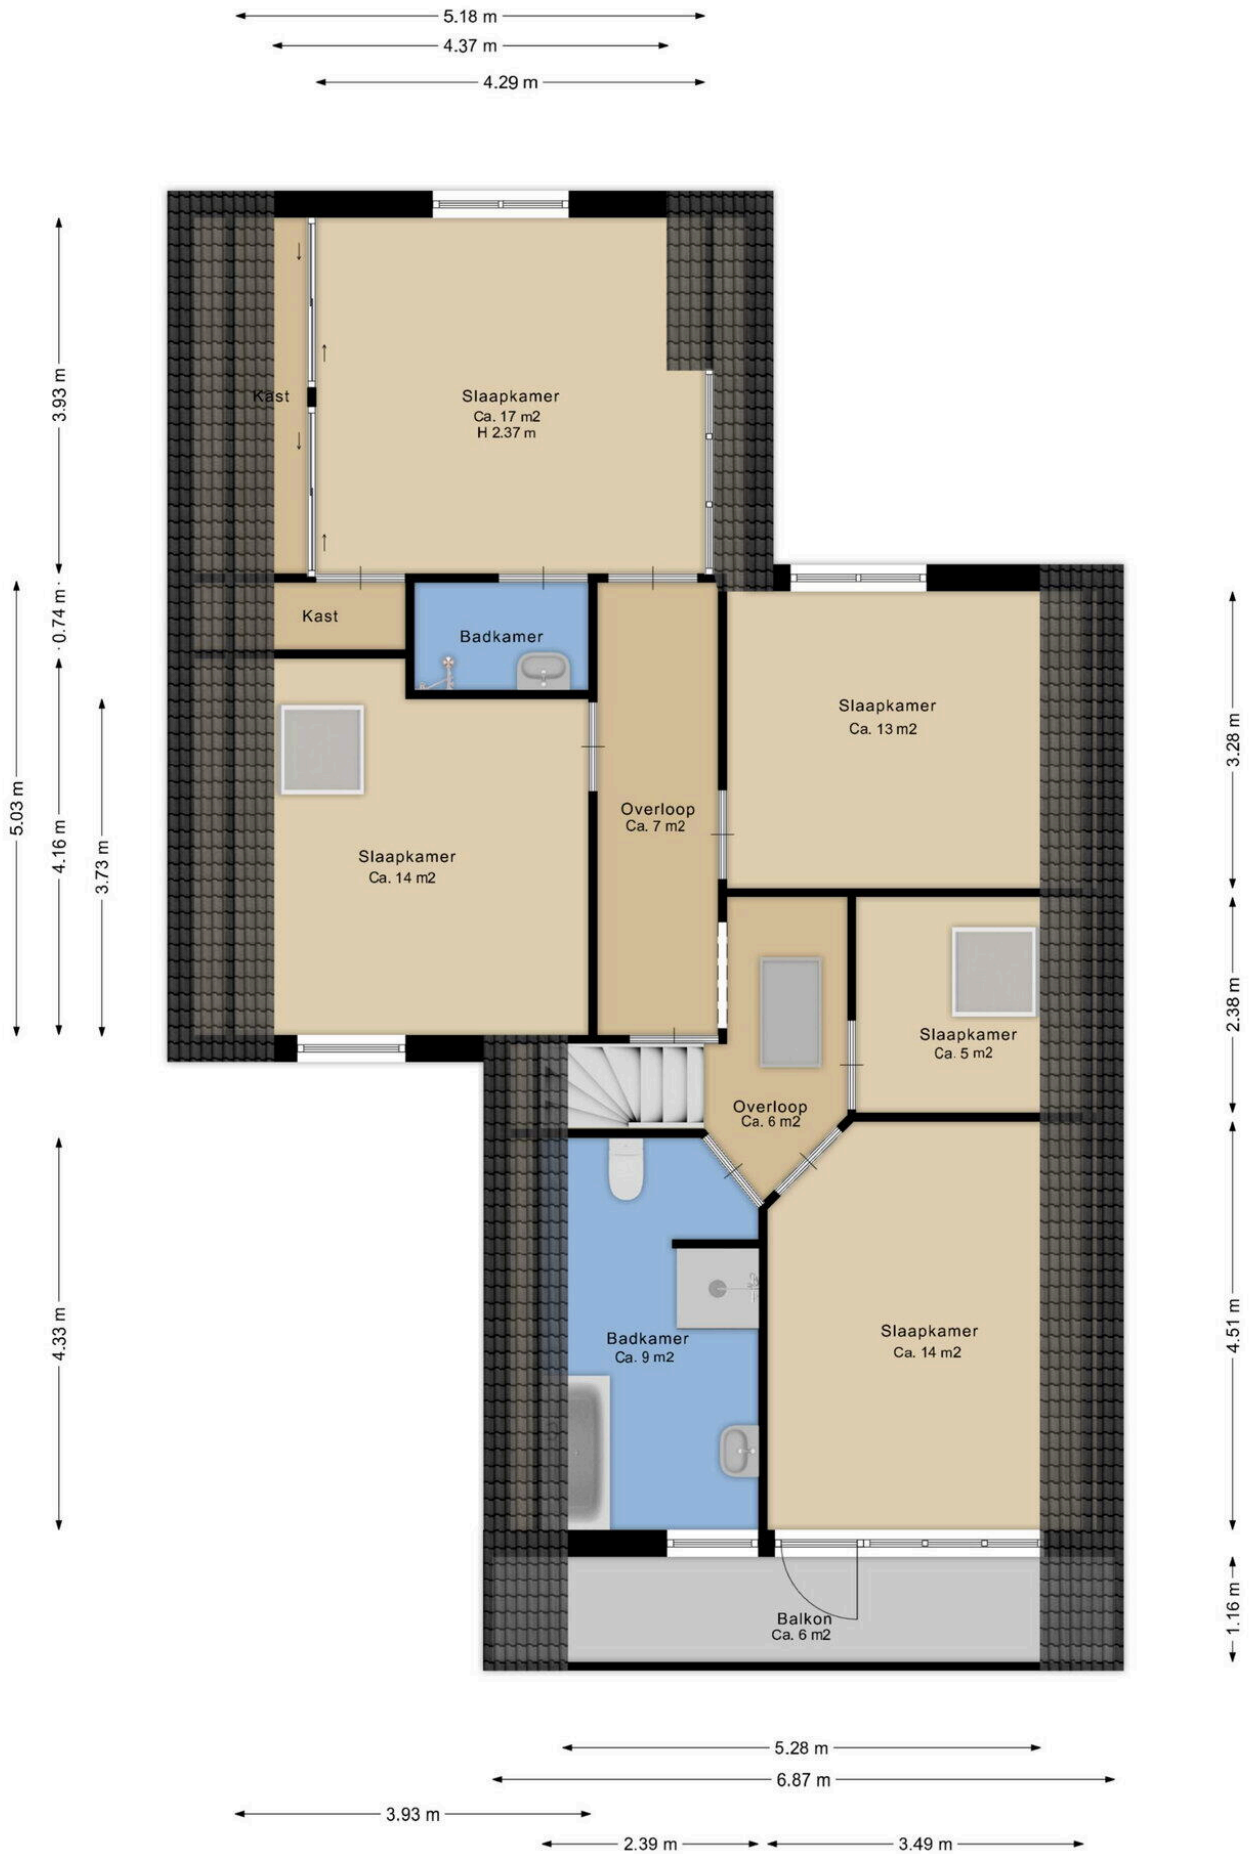 5.18 m
4.37 m
4.29 m
3.93 m
Kast
Slaapkamer
Ca. 17 m2
H 2.37 m
0.74 m
Kast
Badkamer
5.03 m
4.16 m
3.73 m
Slaapkamer
Ca. 14 m2
Overloop
Ca. 7 m2
Slaapkamer
Ca. 13 m2
3.28 m
Slaapkamer
Ca. 5 m2
2.38 m
Overloop
Ca. 6 m2
4.33 m
Badkamer
Ca. 9 m2
Slaapkamer
Ca. 14 m2
4.51 m
Balkon
Ca. 6 m2
1.16 m
5.28 m
6.87 m
3.93 m
2.39 m
3.49 m